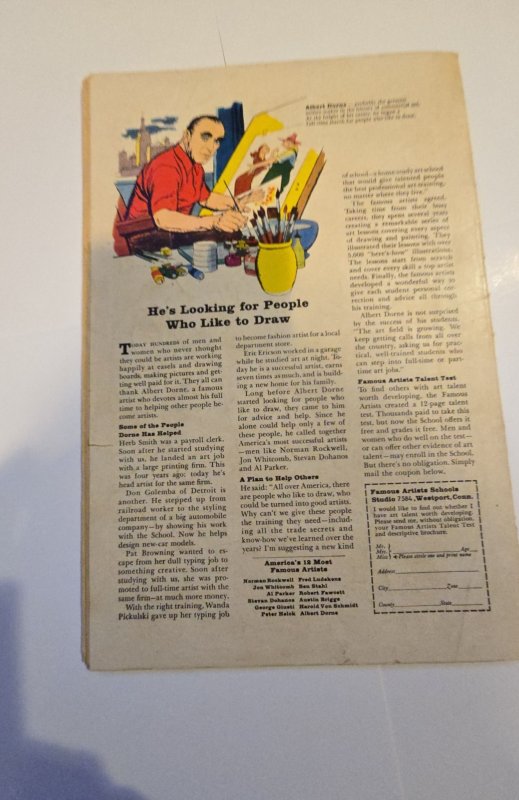 Albert Dorne — probably the greatest
He's Looking for People
Who Like to Draw
TODAY HUNDREDS of men and
women who never thought
they could be artists are working
happily at easels and drawing
boards, making pictures and get-
ting well paid for it. They all can
thank Albert Dorne, a famous
artist who devotes almost his full
time to helping other people be-
come artists.
Some of the People
Dorne Has Helped
Herb Smith was a payroll clerk.
Soon after he started studying
with us, he landed an art job
with a large printing firm. This
was four years ago; today he's
head artist for the same firm.
Don Golemba of Detroit is
another. He stepped up from
railroad worker to the styling
department of a big automobile
company—by showing his work
with the School. Now he helps
design new-car models.
Pat Browning wanted to es-
cape from her dull typing job to
something creative. Soon after
studying with us, she was pro-
moted to full-time artist with the
same firm—at much more money.
With the right training, Wanda
Pickulski gave up her typing job
to become fashion artist for a local
department store.
Eric Ericson worked in a garage
while he studied art at night. To-
day he is a successful artist, earns
seven times as much, and is build-
ing a new home for his family.
Long before Albert Dorne
started looking for people who
like to draw, they came to him
for advice and help. Since he
alone could help only a few of
these people, he called together
America's most successful artists
—men like Norman Rockwell,
Jon Whitcomb, Stevan Dohanos
and Al Parker.
A Plan to Help Others
He said: "All over America, there
are people who like to draw, who
could be turned into good artists.
Why can't we give these people
the training they need—includ-
ing all the trade secrets and
know-how we've learned over the
years? I'm suggesting a new kind
America's 12 Most
Famous Artists
Norman Rockwell Fred Ludekens
Jon Whitcomb Ben Stahl
Al Parker Robert Fawcett
Stevan Dohanos Austin Briggs
George Giusti Harold Von Schmidt
Peter Helck Albert Dorne
of school—a home study art school
that would give talented people
the best professional art training,
no matter where they live."
The famous artists agreed.
Taking time from their busy
careers, they spent several years
creating a remarkable series of
art lessons covering every aspect
of drawing and painting. They
illustrated their lessons with over
5,000 "here's-how" illustrations.
The lessons start from scratch
and cover every skill a top artist
needs. Finally, the famous artists
developed a wonderful way to
give each student personal cor-
rection and advice all through
his training.
Albert Dorne is not surprised
by the success of his students.
"The art field is growing. We
keep getting calls from all over
the country, asking us for prac-
tical, well-trained students who
can step into full-time or part-
time art jobs."
Famous Artists Talent Test
To find others with art talent
worth developing, the Famous
Artists created a 12-page talent
test. Thousands paid to take this
test, but now the School offers it
free and grades it free. Men and
women who do well on the test—
or can offer other evidence of art
talent—may enroll in the School.
But there's no obligation. Simply
mail the coupon below.
Famous Artists Schools
Studio 7584, Westport, Conn.
I would like to find out whether I
have art talent worth developing.
Please send me, without obligation,
your Famous Artists Talent Test
and descriptive brochure.
Mr.
Mrs. Age
Miss Please circle one and print name
Address
City Zone
County State